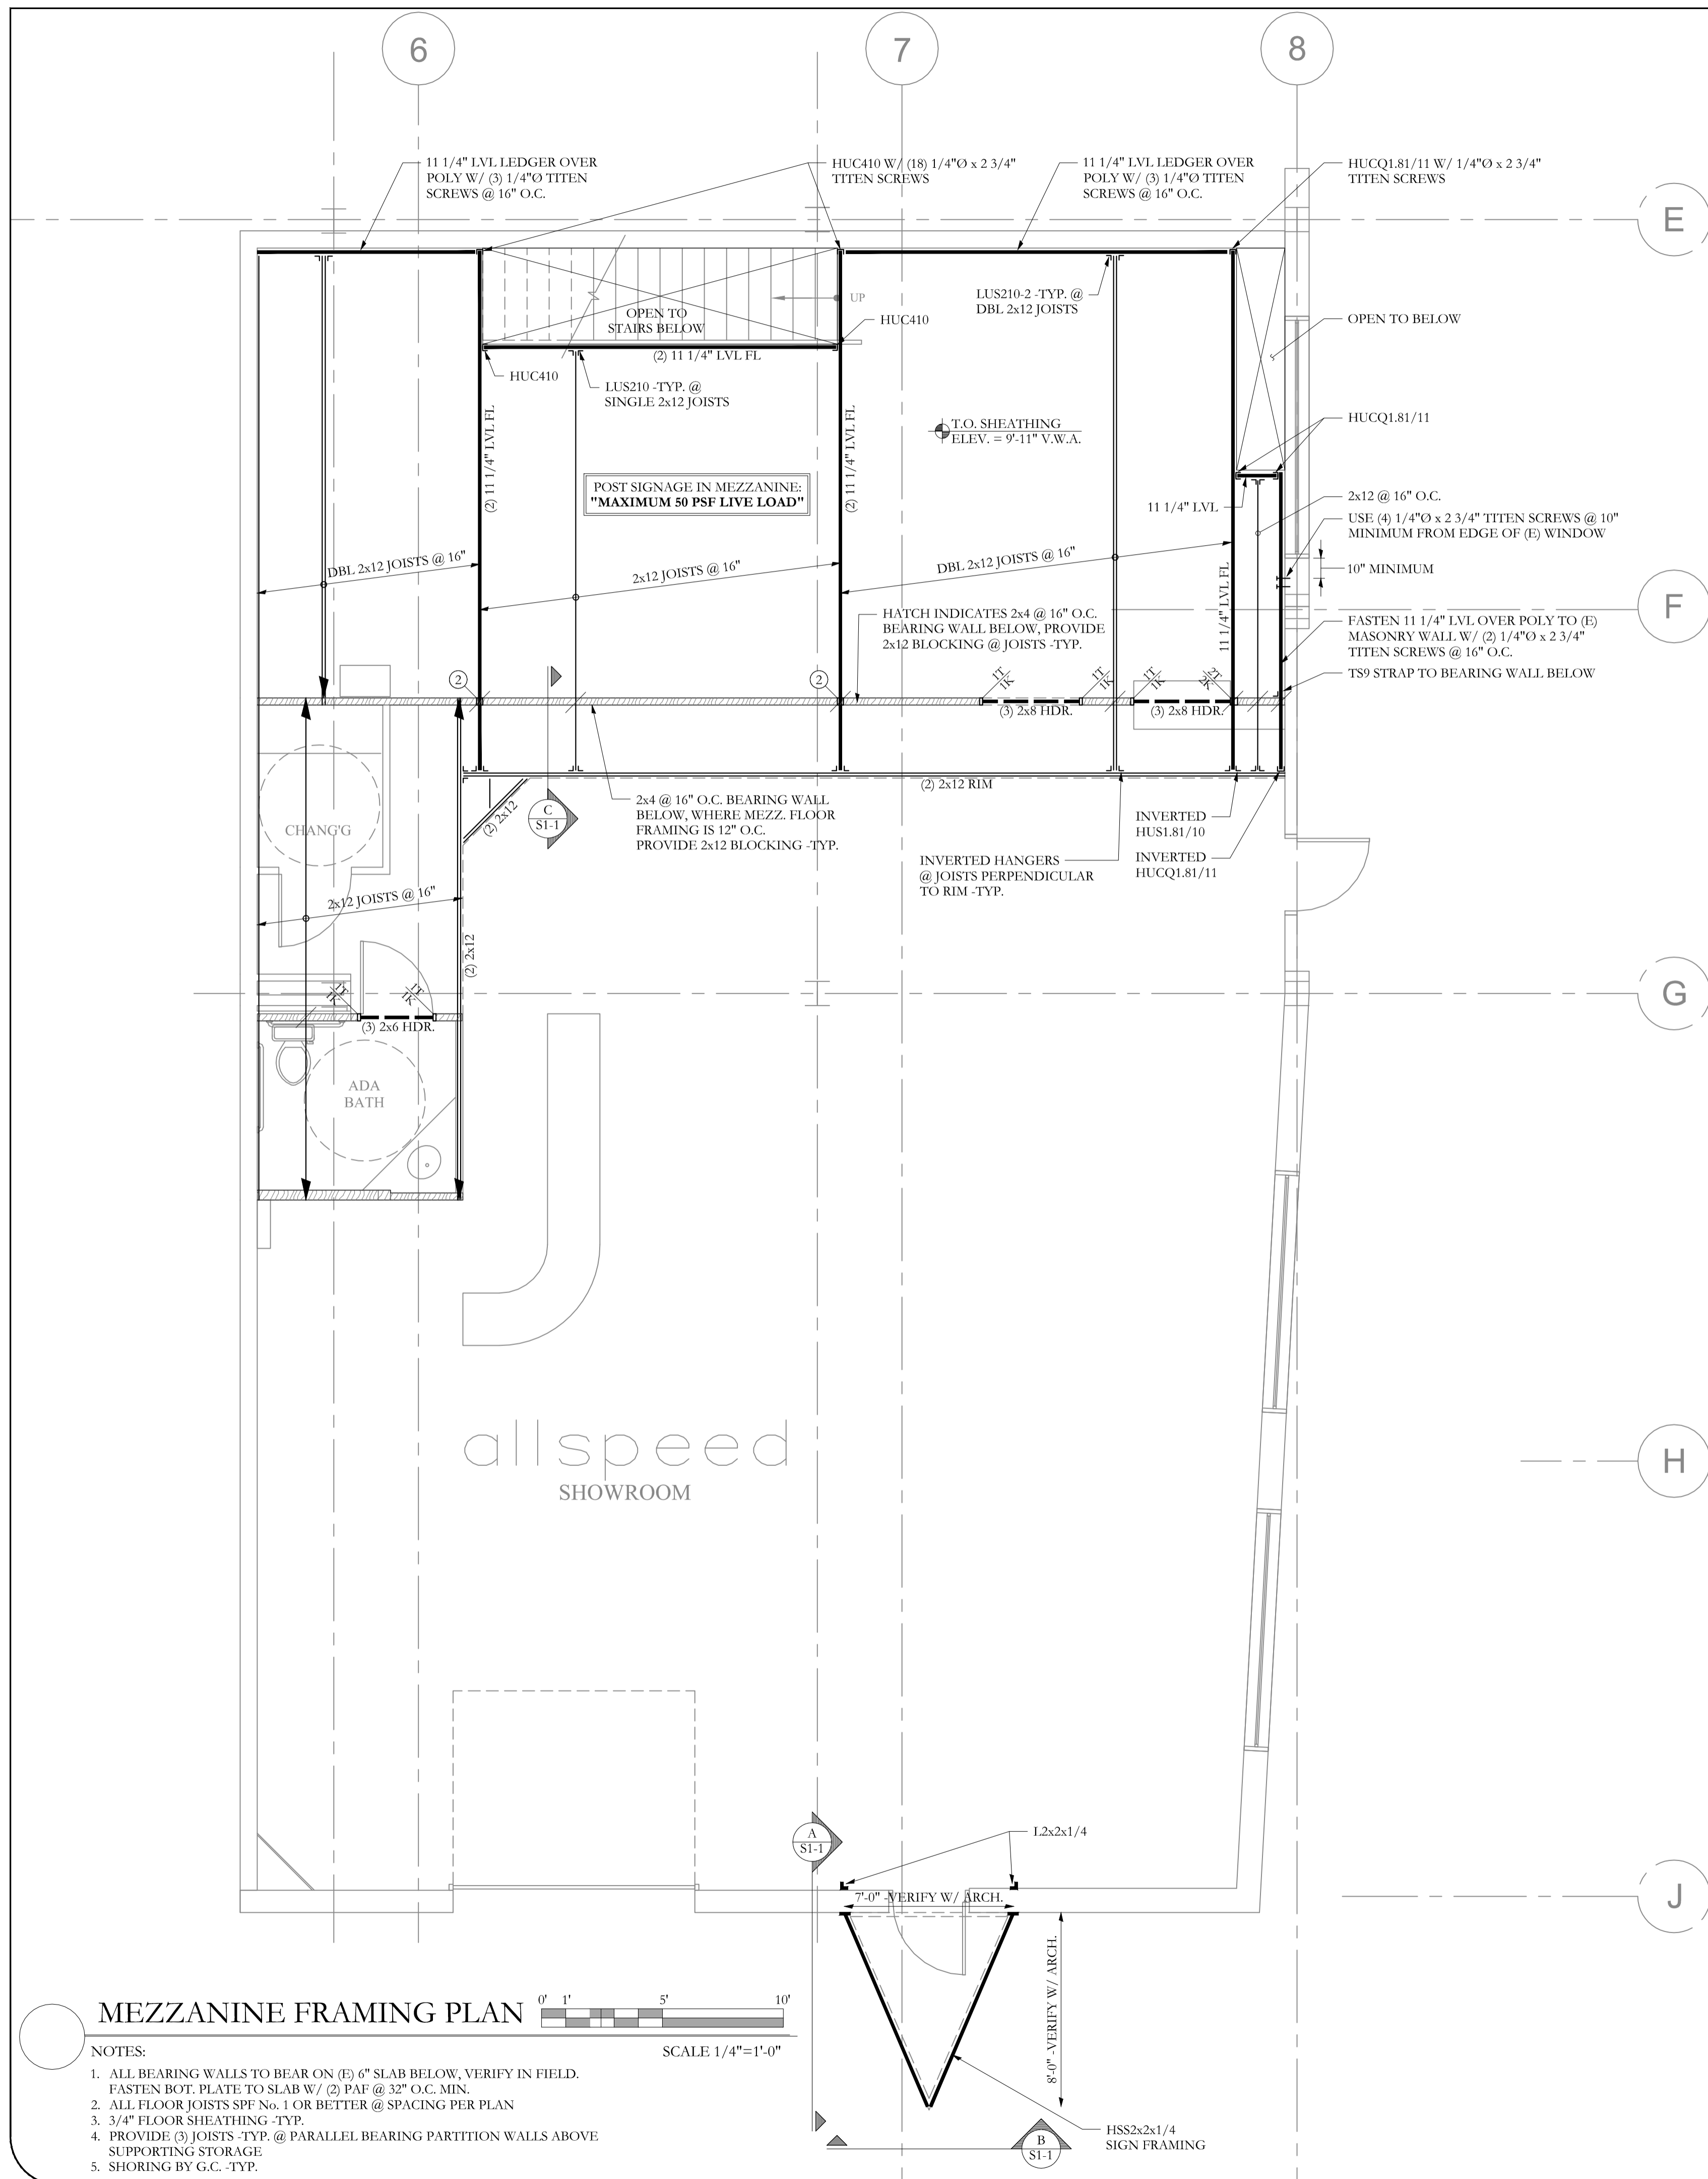 6
7
8
E
F
G
H
J
11 1/4" LVL LEDGER OVER
POLY W/ (3) 1/4"Ø TITEN
SCREWS @ 16" O.C.
HUC410 W/ (18) 1/4"Ø x 2 3/4"
TITEN SCREWS
11 1/4" LVL LEDGER OVER
POLY W/ (3) 1/4"Ø TITEN
SCREWS @ 16" O.C.
HUCQ1.81/11 W/ 1/4"Ø x 2 3/4"
TITEN SCREWS
UP
OPEN TO
STAIRS BELOW
HUC410
LUS210-2 -TYP. @
DBL 2x12 JOISTS
OPEN TO BELOW
(2) 11 1/4" LVL FL
HUC410
LUS210 -TYP. @
SINGLE 2x12 JOISTS
(2) 11 1/4" LVL FL
(2) 11 1/4" LVL FL
T.O. SHEATHING
ELEV. = 9'-11" V.W.A.
HUCQ1.81/11
POST SIGNAGE IN MEZZANINE:
"MAXIMUM 50 PSF LIVE LOAD"
11 1/4" LVL
2x12 @ 16" O.C.
USE (4) 1/4"Ø x 2 3/4" TITEN SCREWS @ 10"
MINIMUM FROM EDGE OF (E) WINDOW
10" MINIMUM
DBL 2x12 JOISTS @ 16"
2x12 JOISTS @ 16"
DBL 2x12 JOISTS @ 16"
11 1/4" LVL FL
HATCH INDICATES 2x4 @ 16" O.C.
BEARING WALL BELOW, PROVIDE
2x12 BLOCKING @ JOISTS -TYP.
FASTEN 11 1/4" LVL OVER POLY TO (E)
MASONRY WALL W/ (2) 1/4"Ø x 2 3/4"
TITEN SCREWS @ 16" O.C.
TS9 STRAP TO BEARING WALL BELOW
2
2
1T
1K
1T
1K
1T
1K
2T
2K
(3) 2x8 HDR.
(3) 2x8 HDR.
(2) 2x12 RIM
(2) 2x12
C
S1-1
2x4 @ 16" O.C. BEARING WALL
BELOW, WHERE MEZZ. FLOOR
FRAMING IS 12" O.C.
PROVIDE 2x12 BLOCKING -TYP.
INVERTED
HUS1.81/10
INVERTED HANGERS
@ JOISTS PERPENDICULAR
TO RIM -TYP.
INVERTED
HUCQ1.81/11
CHANG'G
2x12 JOISTS @ 16"
(2) 2x12
1T
1K
1T
1K
(3) 2x6 HDR.
ADA
BATH
allspeed
SHOWROOM
A
S1-1
L2x2x1/4
7'-0" -VERIFY W/ ARCH.
8'-0" -VERIFY W/ ARCH.
B
S1-1
HSS2x2x1/4
SIGN FRAMING
MEZZANINE FRAMING PLAN
0' 1' 5' 10'
SCALE 1/4"=1'-0"
NOTES:
1. ALL BEARING WALLS TO BEAR ON (E) 6" SLAB BELOW, VERIFY IN FIELD.
FASTEN BOT. PLATE TO SLAB W/ (2) PAF @ 32" O.C. MIN.
2. ALL FLOOR JOISTS SPF No. 1 OR BETTER @ SPACING PER PLAN
3. 3/4" FLOOR SHEATHING -TYP.
4. PROVIDE (3) JOISTS -TYP. @ PARALLEL BEARING PARTITION WALLS ABOVE
SUPPORTING STORAGE
5. SHORING BY G.C. -TYP.